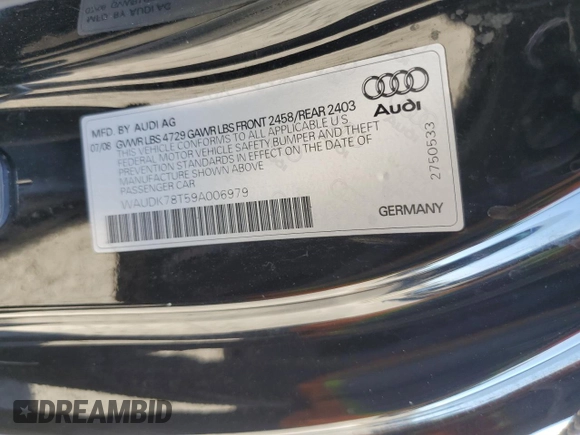 MFD BY AUDI AG
07/08 GVWR LBS 4729 GAWR LBS FRONT 2458/REAR 2403
THIS VEHICLE CONFORMS TO ALL APPLICABLE U.S.
FEDERAL MOTOR VEHICLE SAFETY BUMPER AND THEFT
PREVENTION STANDARDS IN EFFECT ON THE DATE OF
MANUFACTURE SHOWN ABOVE
PASSENGER CAR
WAUDK78T59A006979
Audi
2750533
GERMANY
DREAMBID